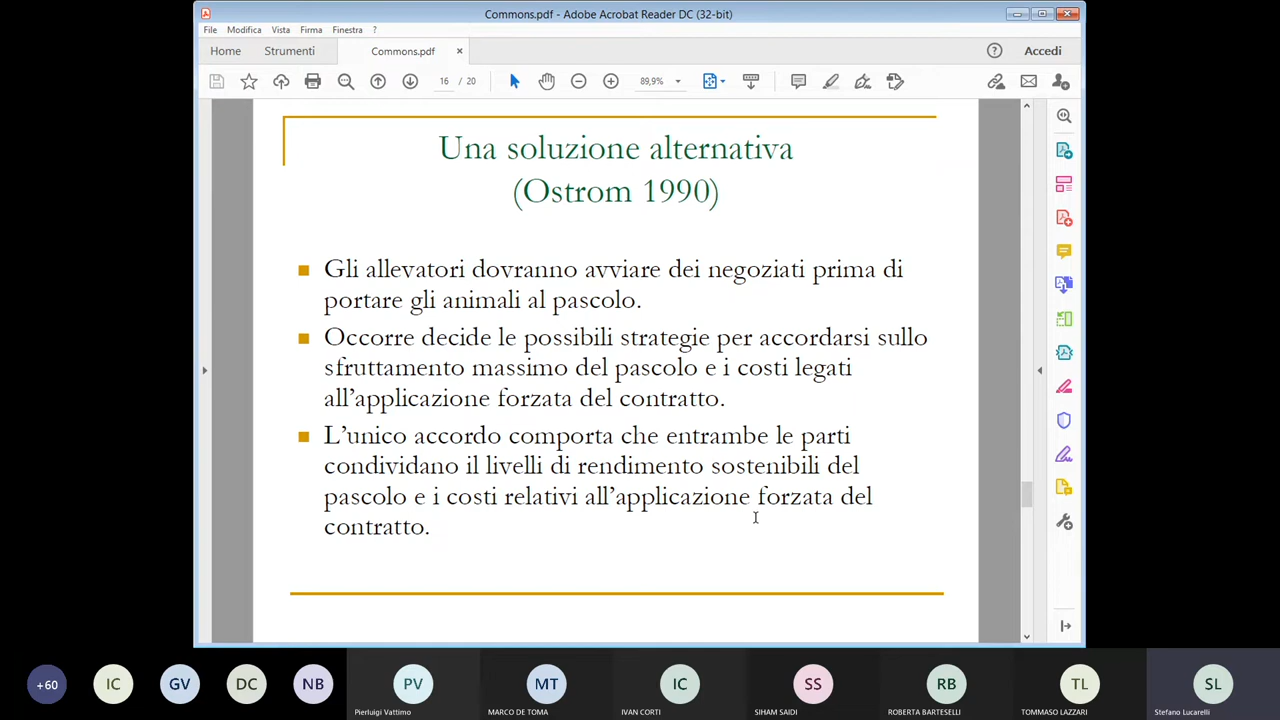 Commons.pdf - Adobe Acrobat Reader DC (32-bit)
File Modifica Vista Firma Finestra ?
Home Strumenti Commons.pdf × ? Accedi
16 / 20 89,9%
Una soluzione alternativa
(Ostrom 1990)
Gli allevatori dovranno avviare dei negoziati prima di
portare gli animali al pascolo.
Occorre decide le possibili strategie per accordarsi sullo
sfruttamento massimo del pascolo e i costi legati
all’applicazione forzata del contratto.
L’unico accordo comporta che entrambe le parti
condividano il livelli di rendimento sostenibili del
pascolo e i costi relativi all’applicazione forzata del
contratto.
+60 IC GV DC NB PV MT IC SS RB TL SL
Pierluigi Vattimo MARCO DE TOMA IVAN CORTI SIHAM SAIDI ROBERTA BARTESELLI TOMMASO LAZZARI Stefano Lucarelli